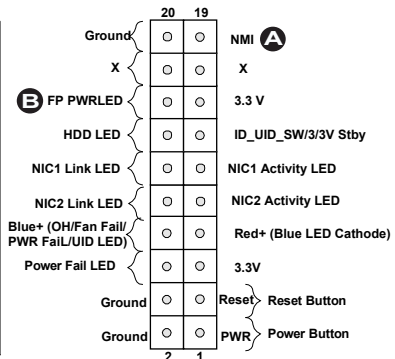 20 19
Ground NMI A
X X
B FP PWRLED 3.3 V
HDD LED ID_UID_SW/3/3V Stby
NIC1 Link LED NIC1 Activity LED
NIC2 Link LED NIC2 Activity LED
Blue+ (OH/Fan Fail/
PWR FaiL/UID LED) Red+ (Blue LED Cathode)
Power Fail LED 3.3V
Ground Reset Reset Button
Ground PWR Power Button
2 1